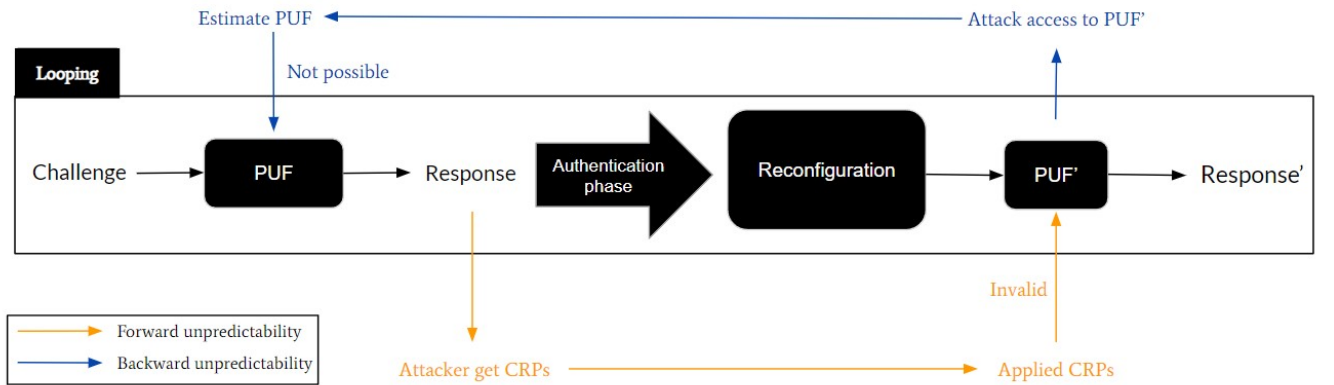 Estimate PUF
Attack access to PUF’
Looping
Not possible
Challenge
PUF
Response
Authentication
phase
Reconfiguration
PUF’
Response’
Invalid
Forward unpredictability
Backward unpredictability
Attacker get CRPs
Applied CRPs